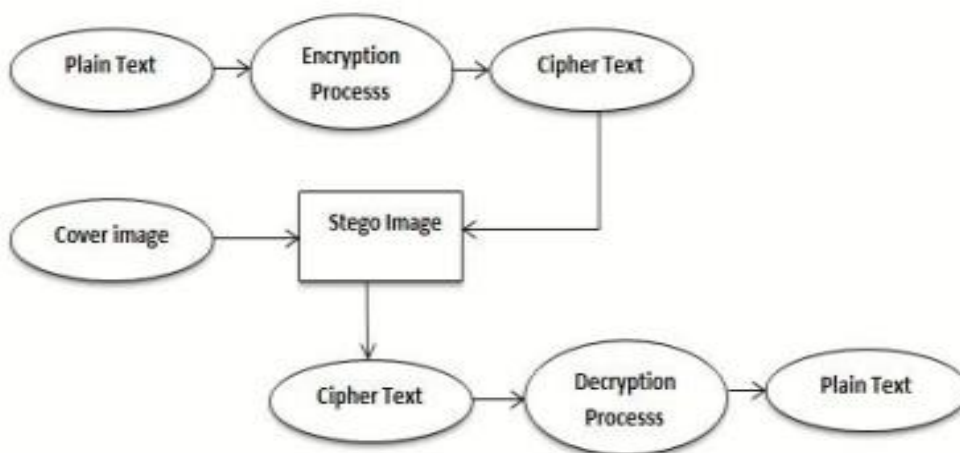 Plain Text
Encryption
Processs
Cipher Text
Cover image
Stego Image
Cipher Text
Decryption
Processs
Plain Text